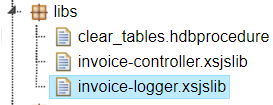 libs
clear_tables.hdbprocedure
invoice-controller.xsjslib
invoice-logger.xsjslib